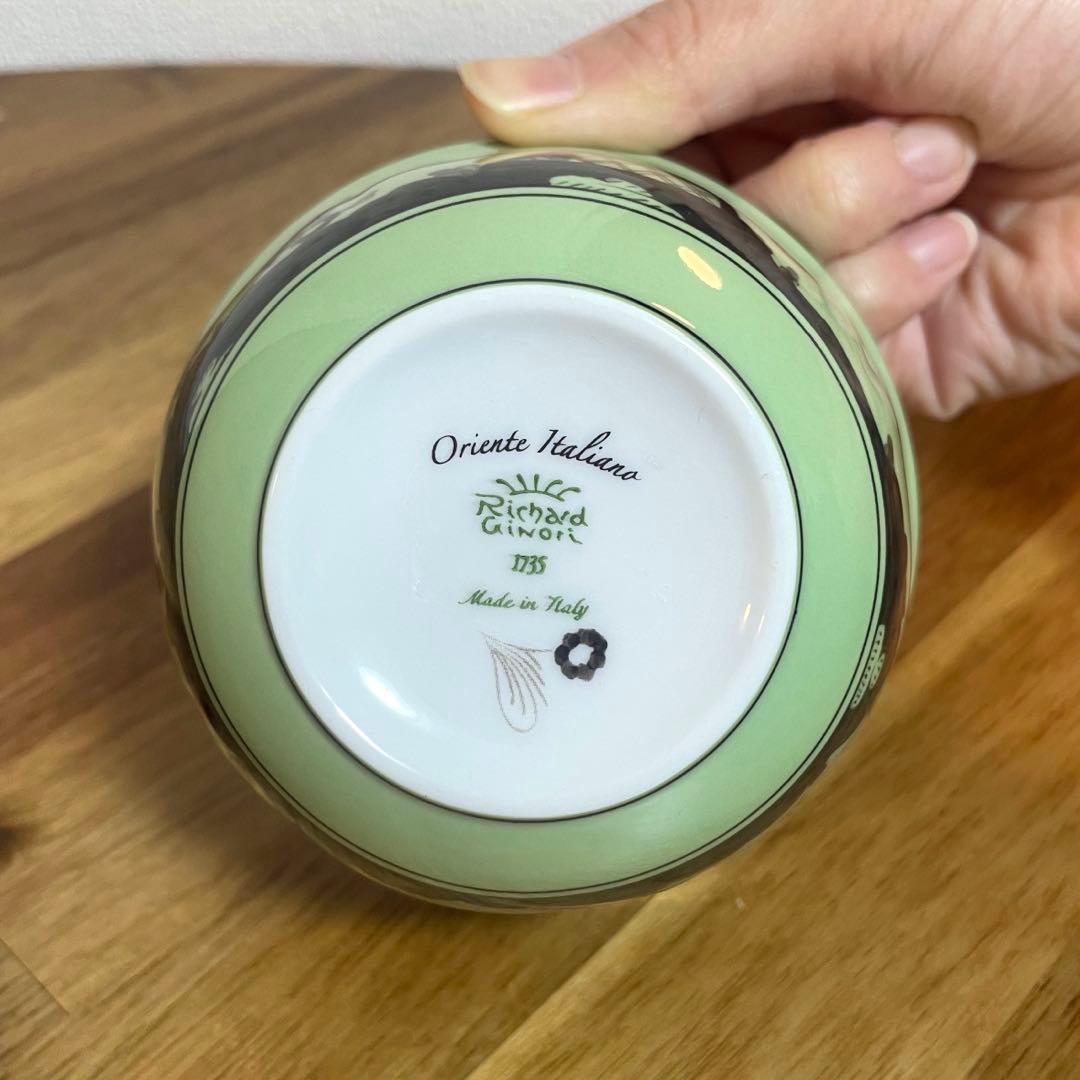 Oriente Italiano
Richard
Ginori
1735
Made in Italy